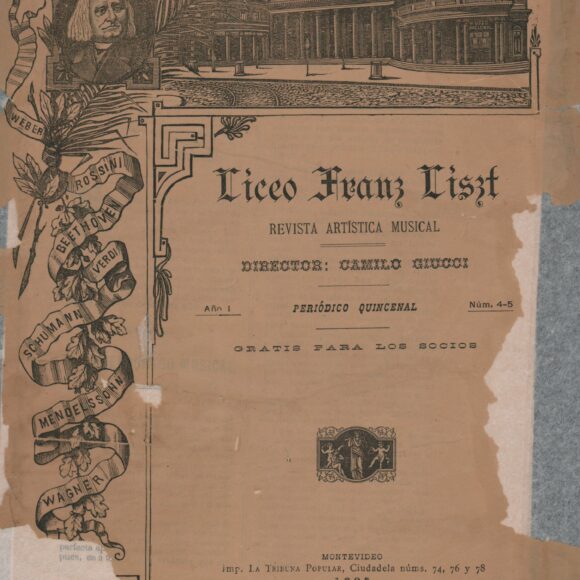 WEBER
ROSSINI
BEETHOVEN
VERDI
SCHUMANN
MENDELSSOHN
WAGNER
Liceo Franz Liszt
REVISTA ARTÍSTICA MUSICAL
DIRECTOR: CAMILO GIUCCI
Año I
PERIÓDICO QUINCENAL
Núm. 4-5
GRATIS PARA LOS SOCIOS
MONTEVIDEO
Imp. LA TRIBUNA POPULAR, Ciudadela núms. 74, 76 y 78